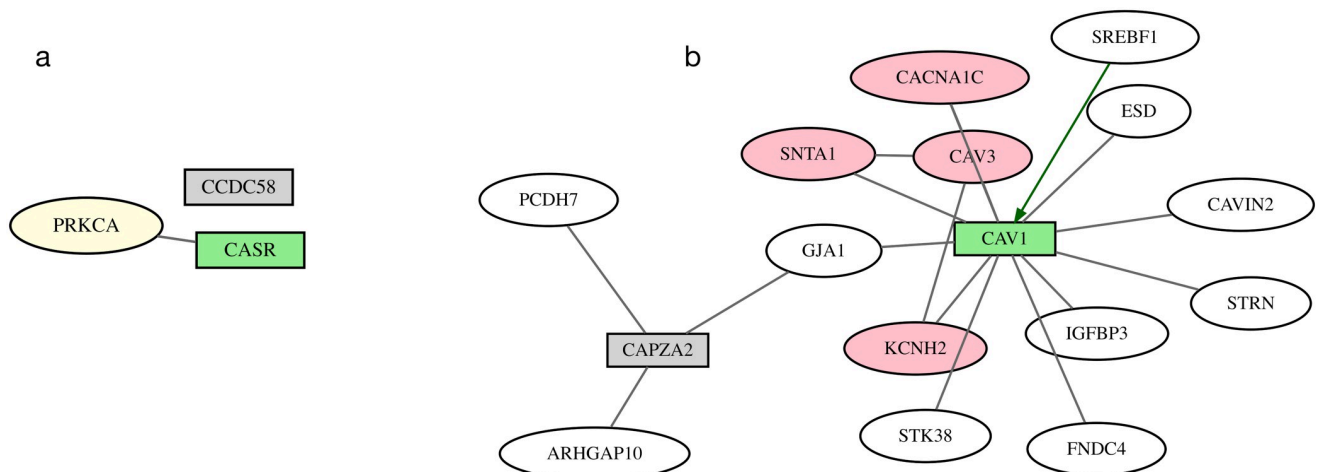 a
CCDC58
PRKCA
CASR
b
SREBF1
CACNA1C
ESD
SNTA1
CAV3
PCDH7
CAVIN2
GJA1
CAV1
STRN
CAPZA2
KCNH2
IGFBP3
STK38
FNDC4
ARHGAP10